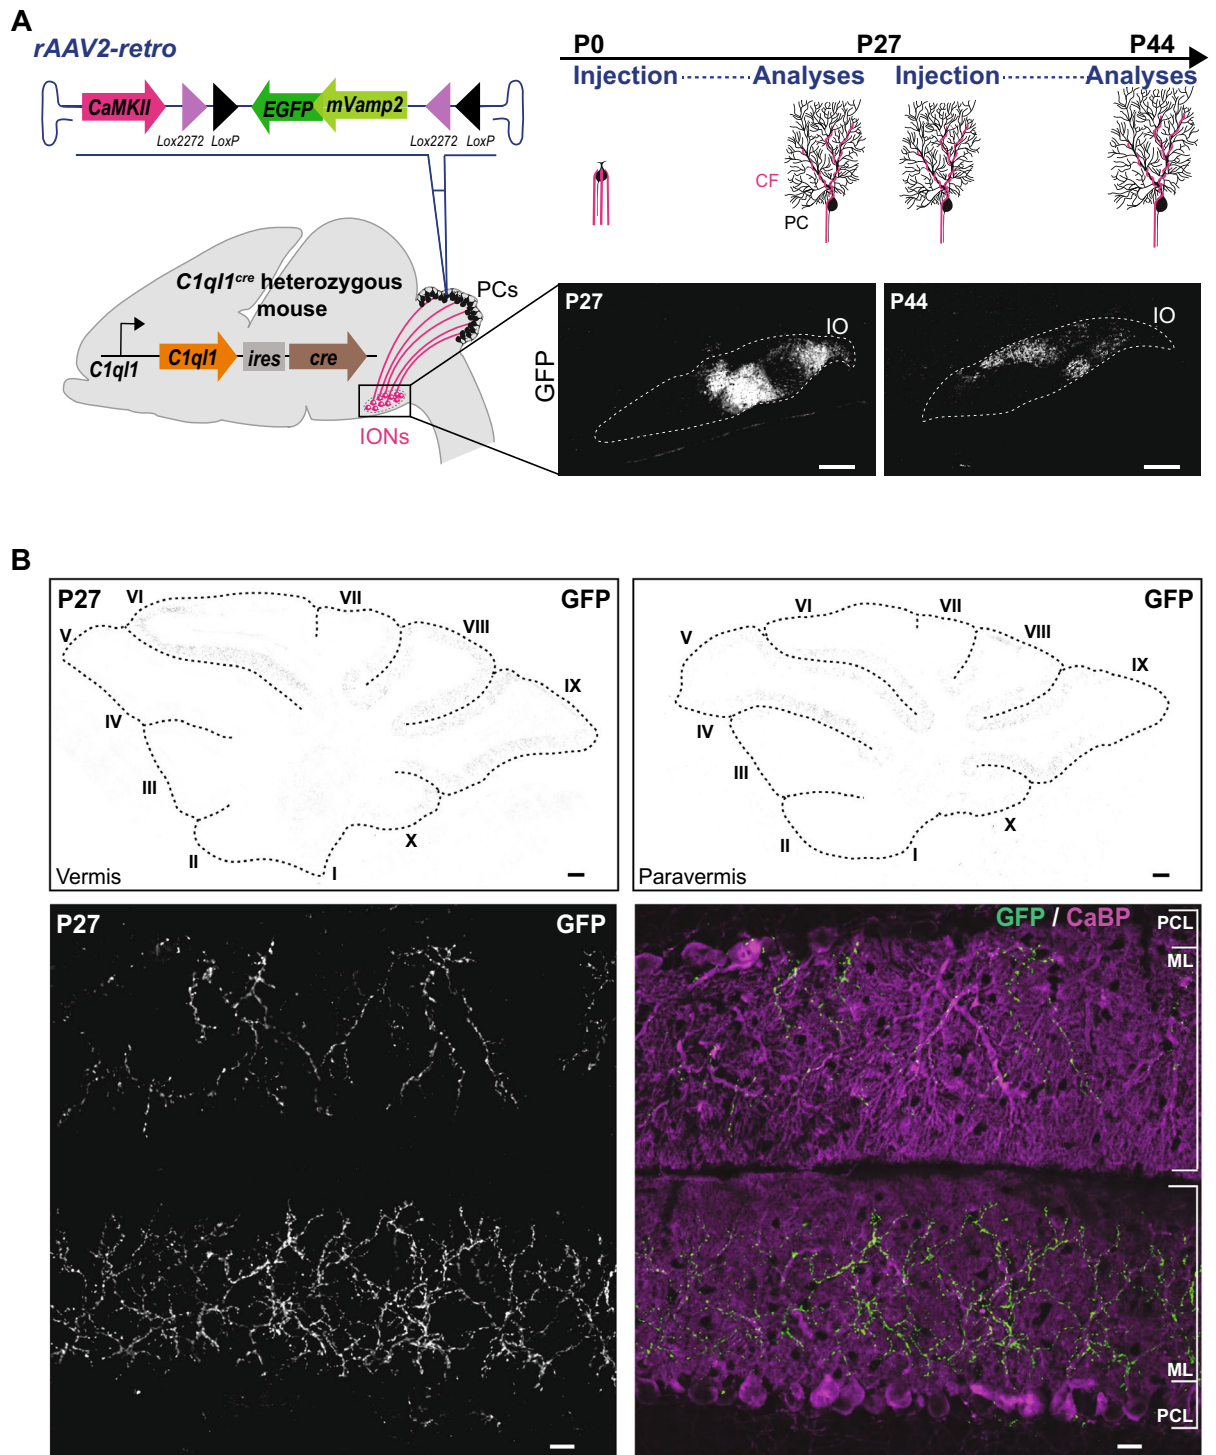 A
rAAV2-retro
CaMKII
EGFP
mVamp2
Lox2272
LoxP
Lox2272
LoxP
P0
P27
P44
Injection
Analyses
Injection
Analyses
CF
PC
C1ql1cre heterozygous
mouse
PCs
C1ql1
C1ql1
ires
cre
IONs
GFP
P27
IO
P44
IO
B
P27
GFP
VI
VII
V
VIII
IX
IV
III
II
I
X
Vermis
GFP
VI
VII
V
VIII
IX
IV
III
II
I
X
Paravermis
P27
GFP
GFP / CaBP
PCL
ML
ML
PCL